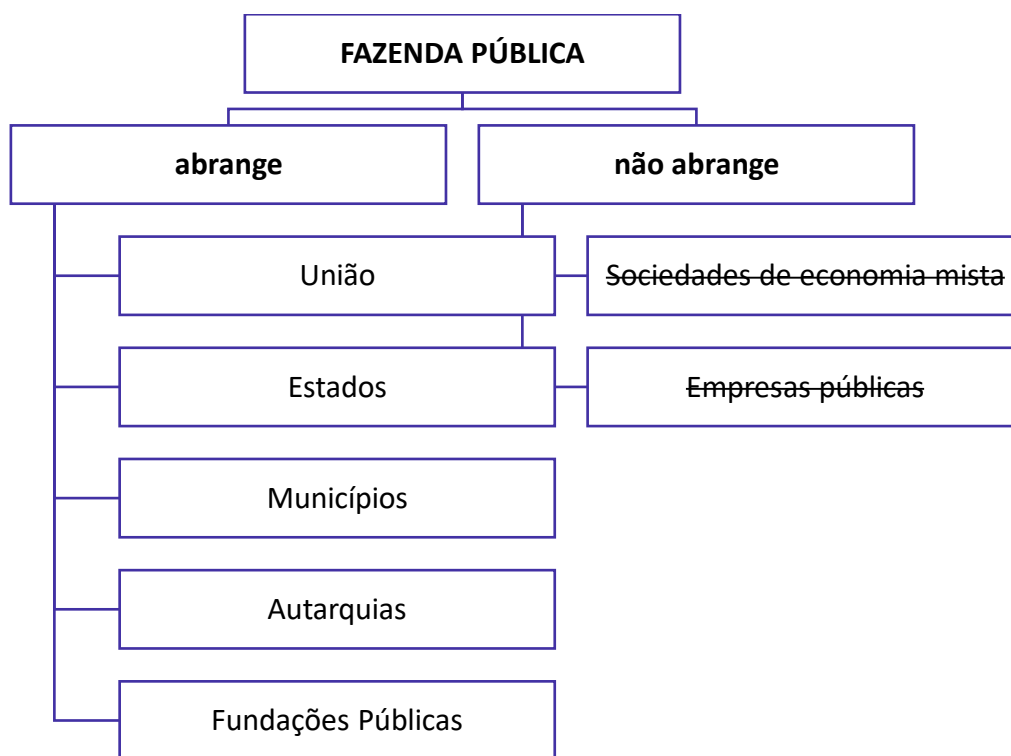 FAZENDA PÚBLICA
abrange
União
Estados
Municípios
Autarquias
Fundações Públicas
não abrange
Sociedades de economia mista
Empresas públicas